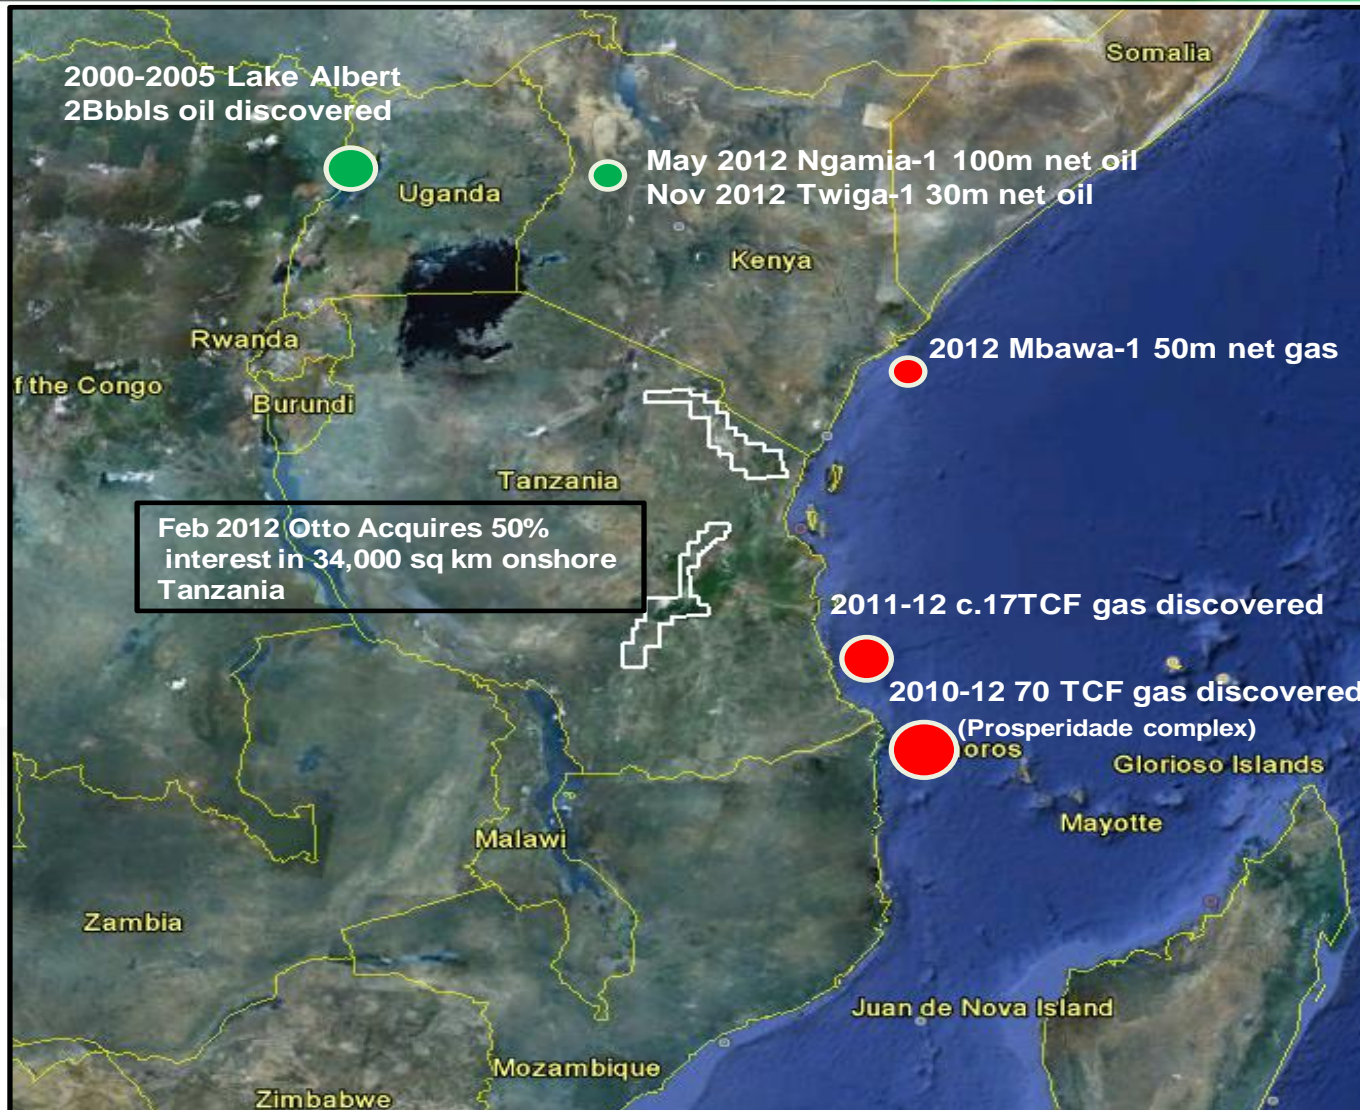 Somalia
2000-2005 Lake Albert
2Bbbls oil discovered
May 2012 Ngamia-1 100m net oil
Nov 2012 Twiga-1 30m net oil
Uganda
Kenya
Rwanda
2012 Mbawa-1 50m net gas
f the Congo
Burundi
Tanzania
Feb 2012 Otto Acquires 50%
interest in 34,000 sq km onshore
Tanzania
2011-12 c.17TCF gas discovered
2010-12 70 TCF gas discovered
(Prosperidade complex)
oros
Glorioso Islands
Mayotte
Malawi
Zambia
Juan de Nova Island
Mozambique
Zimbabwe